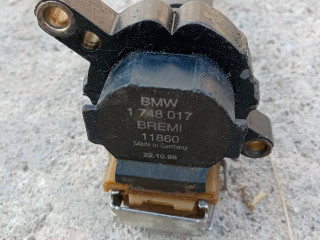 BMW
1 748 017
BREMI
11860
Made in Germany
22.10.98